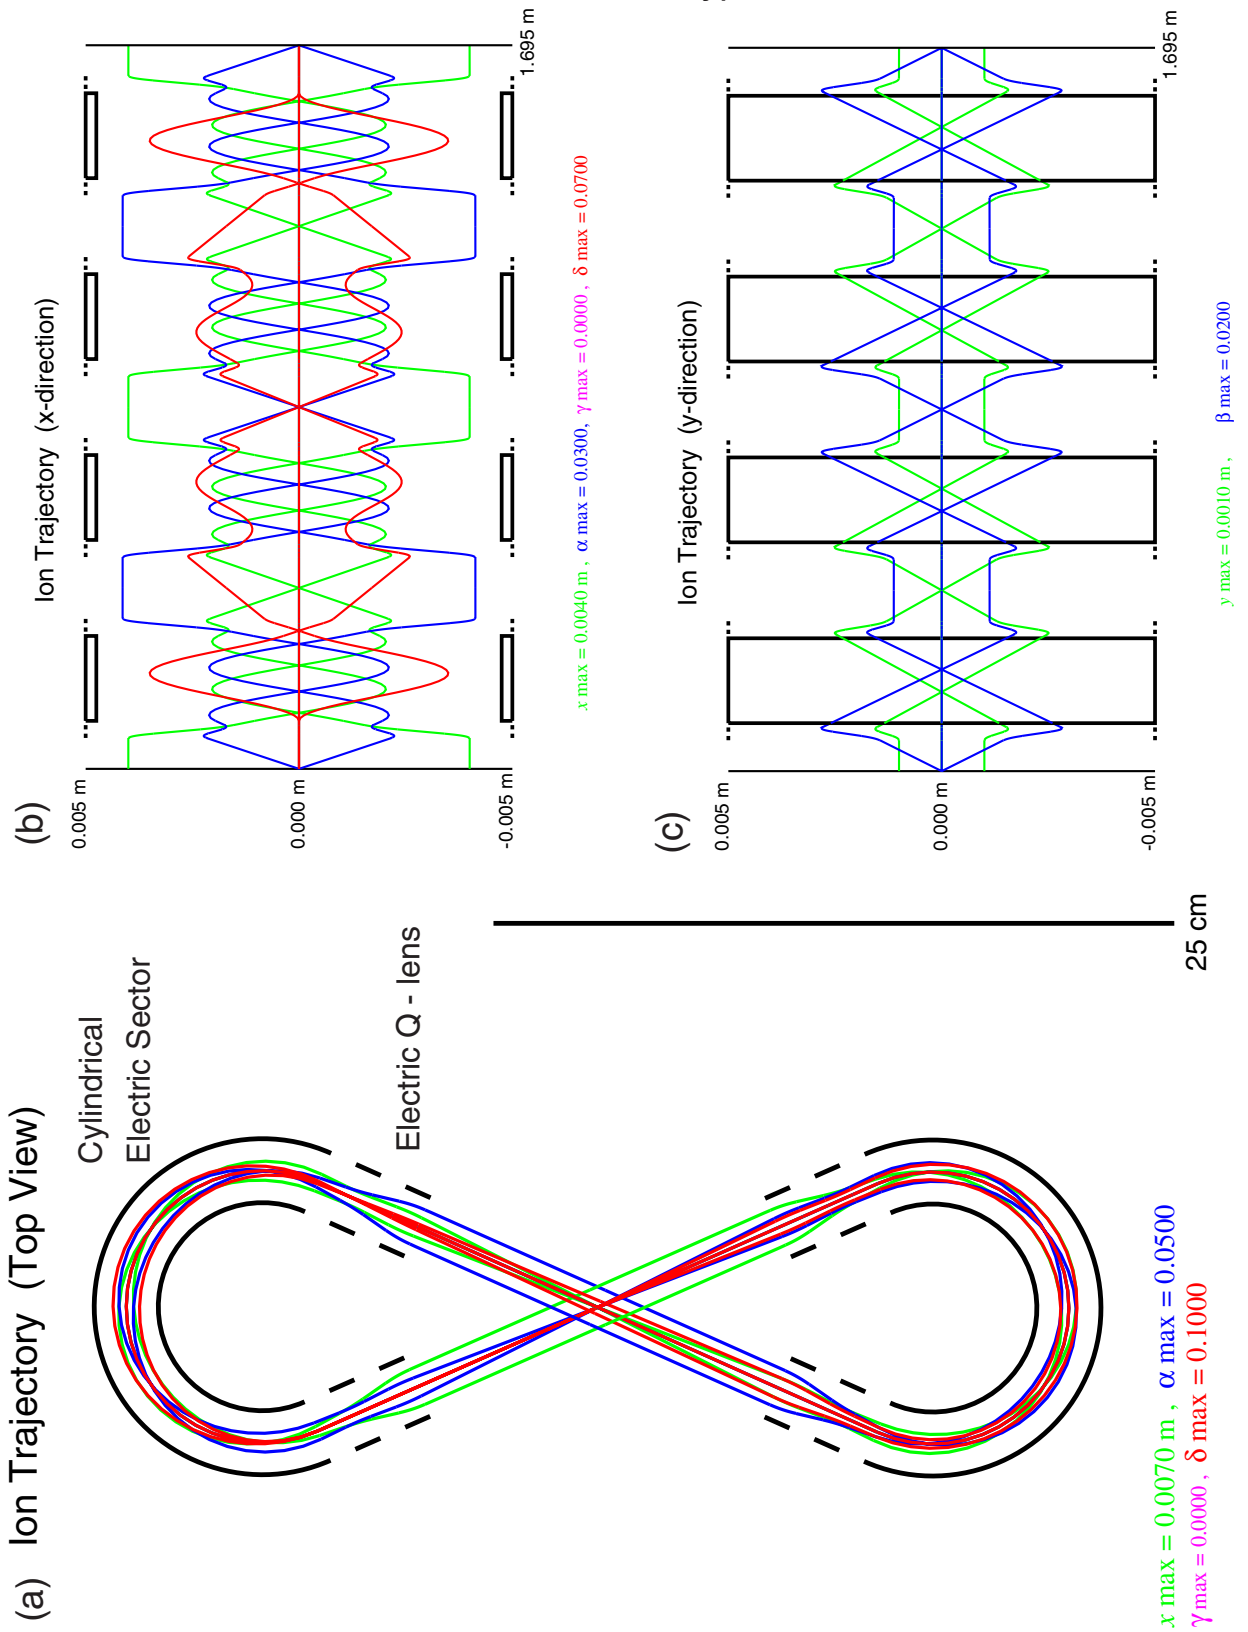 (a) Ion Trajectory (Top View)
Cylindrical
Electric Sector
Electric Q - lens
25 cm
x max = 0.0070 m , α max = 0.0500
γ max = 0.0000 , δ max = 0.1000
(b)
Ion Trajectory (x-direction)
0.005 m
0.000 m
-0.005 m
1.695 m
x max = 0.0040 m , α max = 0.0300, γ max = 0.0000 , δ max = 0.0700
(c)
Ion Trajectory (y-direction)
0.005 m
0.000 m
-0.005 m
1.695 m
y max = 0.0010 m , β max = 0.0200